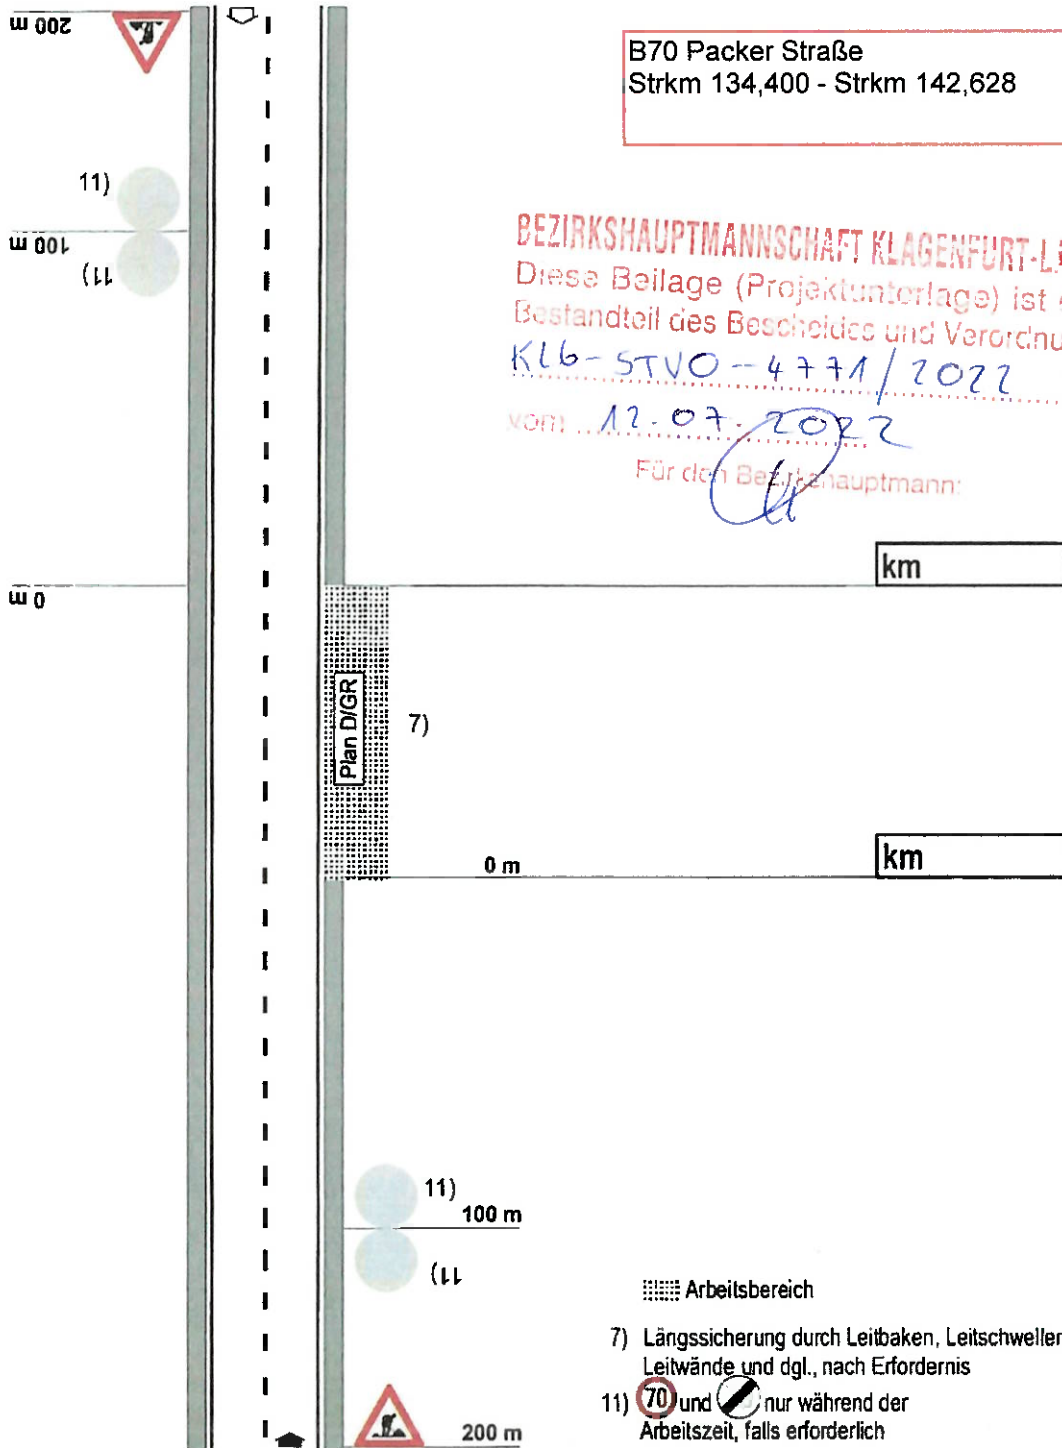 200 m
B70 Packer Straße
Strkm 134,400 - Strkm 142,628
11)
100 m
11)
BEZIRKSHAUPTMANNSCHAFT KLAGENFURT-L
Diese Beilage (Projektunterlage) ist
Bestandteil des Bescheides und Verordnu
KL6-STVO-4771/2022
vom 12.07.2022
Für den Bezirkshauptmann:
km
0 m
Plan D/GR
7)
km
0 m
11)
100 m
11)
Arbeitsbereich
7) Längssicherung durch Leitbaken, Leitschwellen
Leitwände und dgl., nach Erfordernis
11) 70 und nur während der
Arbeitszeit, falls erforderlich
200 m